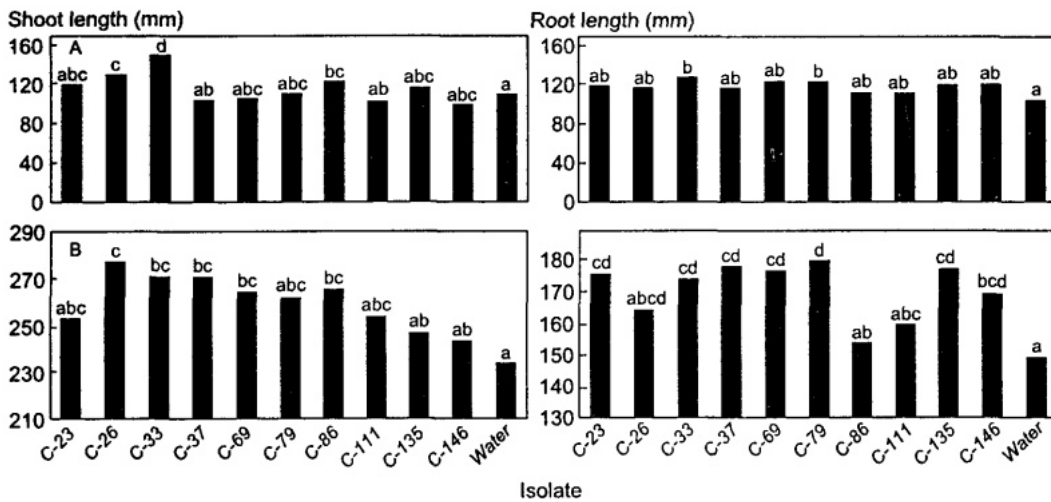 Shoot length (mm)
A
160
120
80
40
0
abc
c
d
ab
abc
abc
bc
ab
abc
abc
a
Root length (mm)
160
120
80
40
0
ab
ab
b
ab
ab
b
ab
ab
ab
ab
a
B
290
270
250
230
210
abc
c
bc
bc
bc
abc
bc
abc
ab
ab
a
180
170
160
150
130
cd
abcd
cd
cd
cd
d
ab
abc
cd
bcd
a
C-23
C-26
C-33
C-37
C-69
C-79
C-86
C-111
C-135
C-146
Water
C-23
C-26
C-33
C-37
C-69
C-79
C-86
C-111
C-135
C-146
Water
Isolate